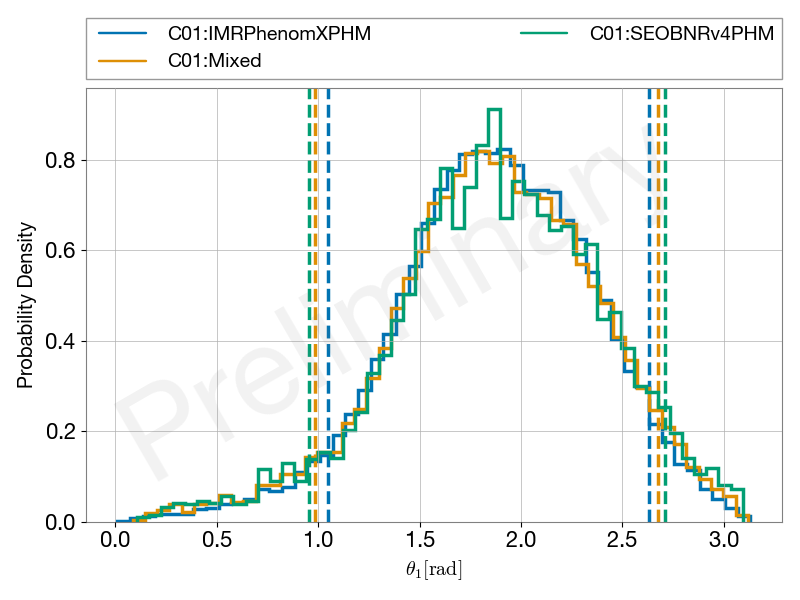 C01:IMRPhenomXPHM
C01:SEOBNRv4PHM
C01:Mixed
Preliminary
Probability Density
0.8
0.6
0.4
0.2
0.0
0.0 0.5 1.0 1.5 2.0 2.5 3.0
θ₁[rad]